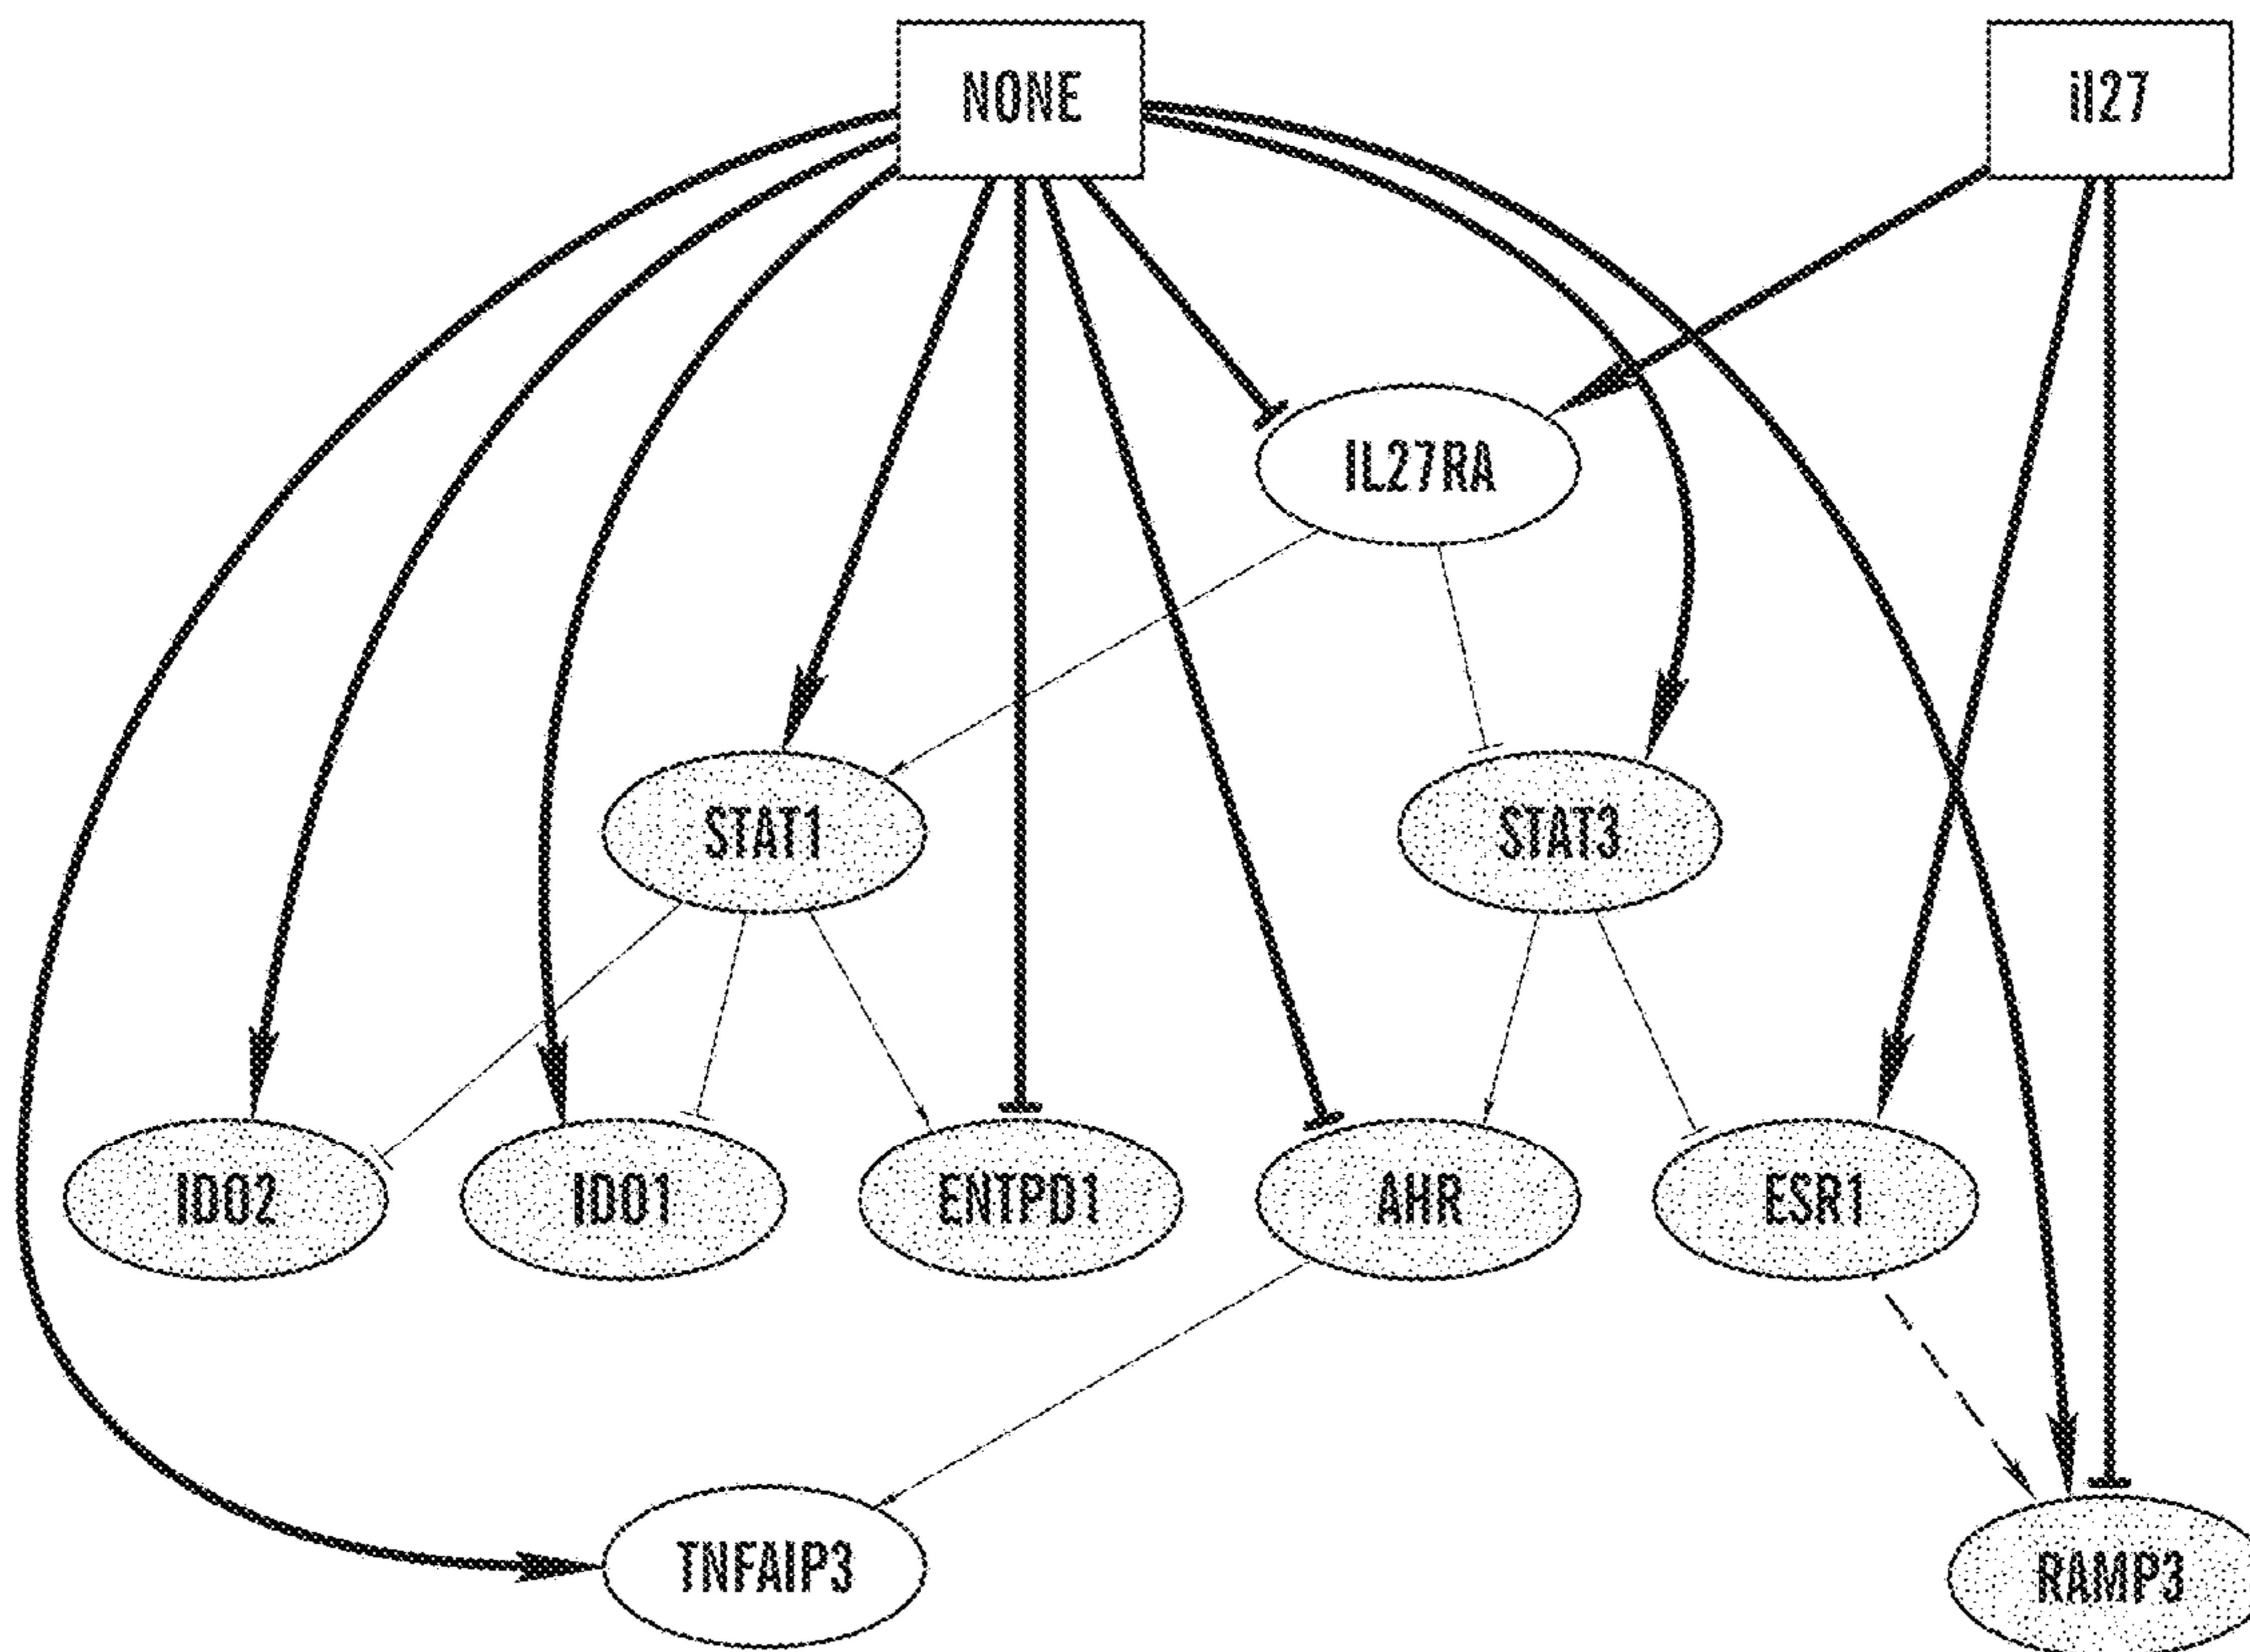 NONE
il27
IL27RA
STAT1
STAT3
IDO2
IDO1
ENTPD1
AHR
ESR1
TNFAIP3
RAMP3